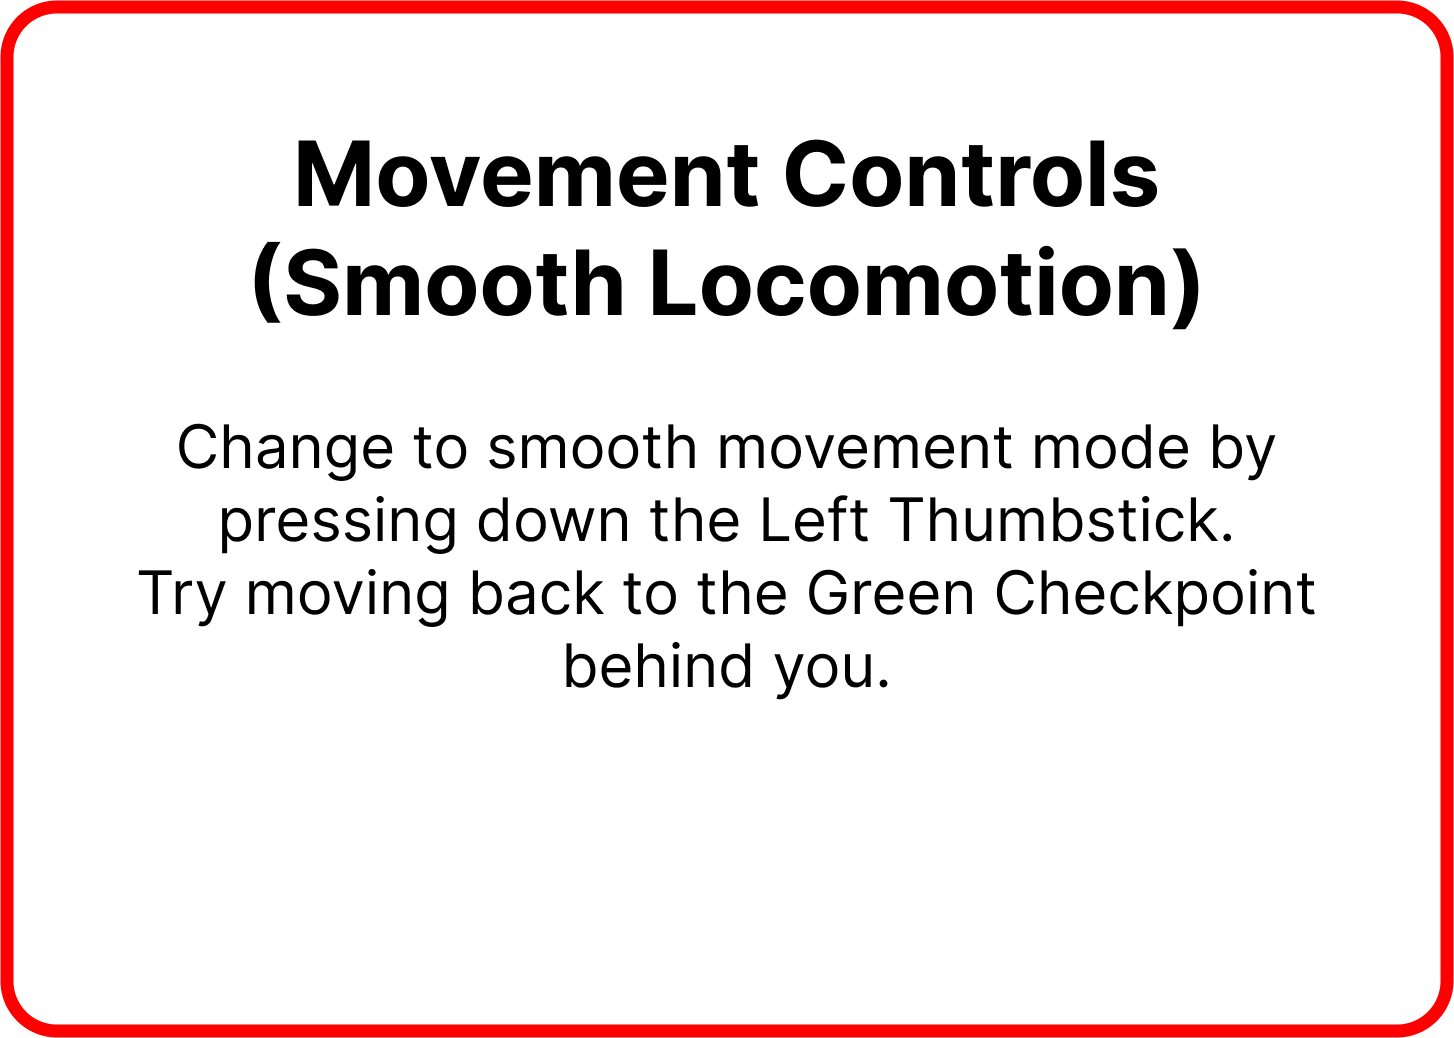 Movement Controls
(Smooth Locomotion)
Change to smooth movement mode by
pressing down the Left Thumbstick.
Try moving back to the Green Checkpoint
behind you.